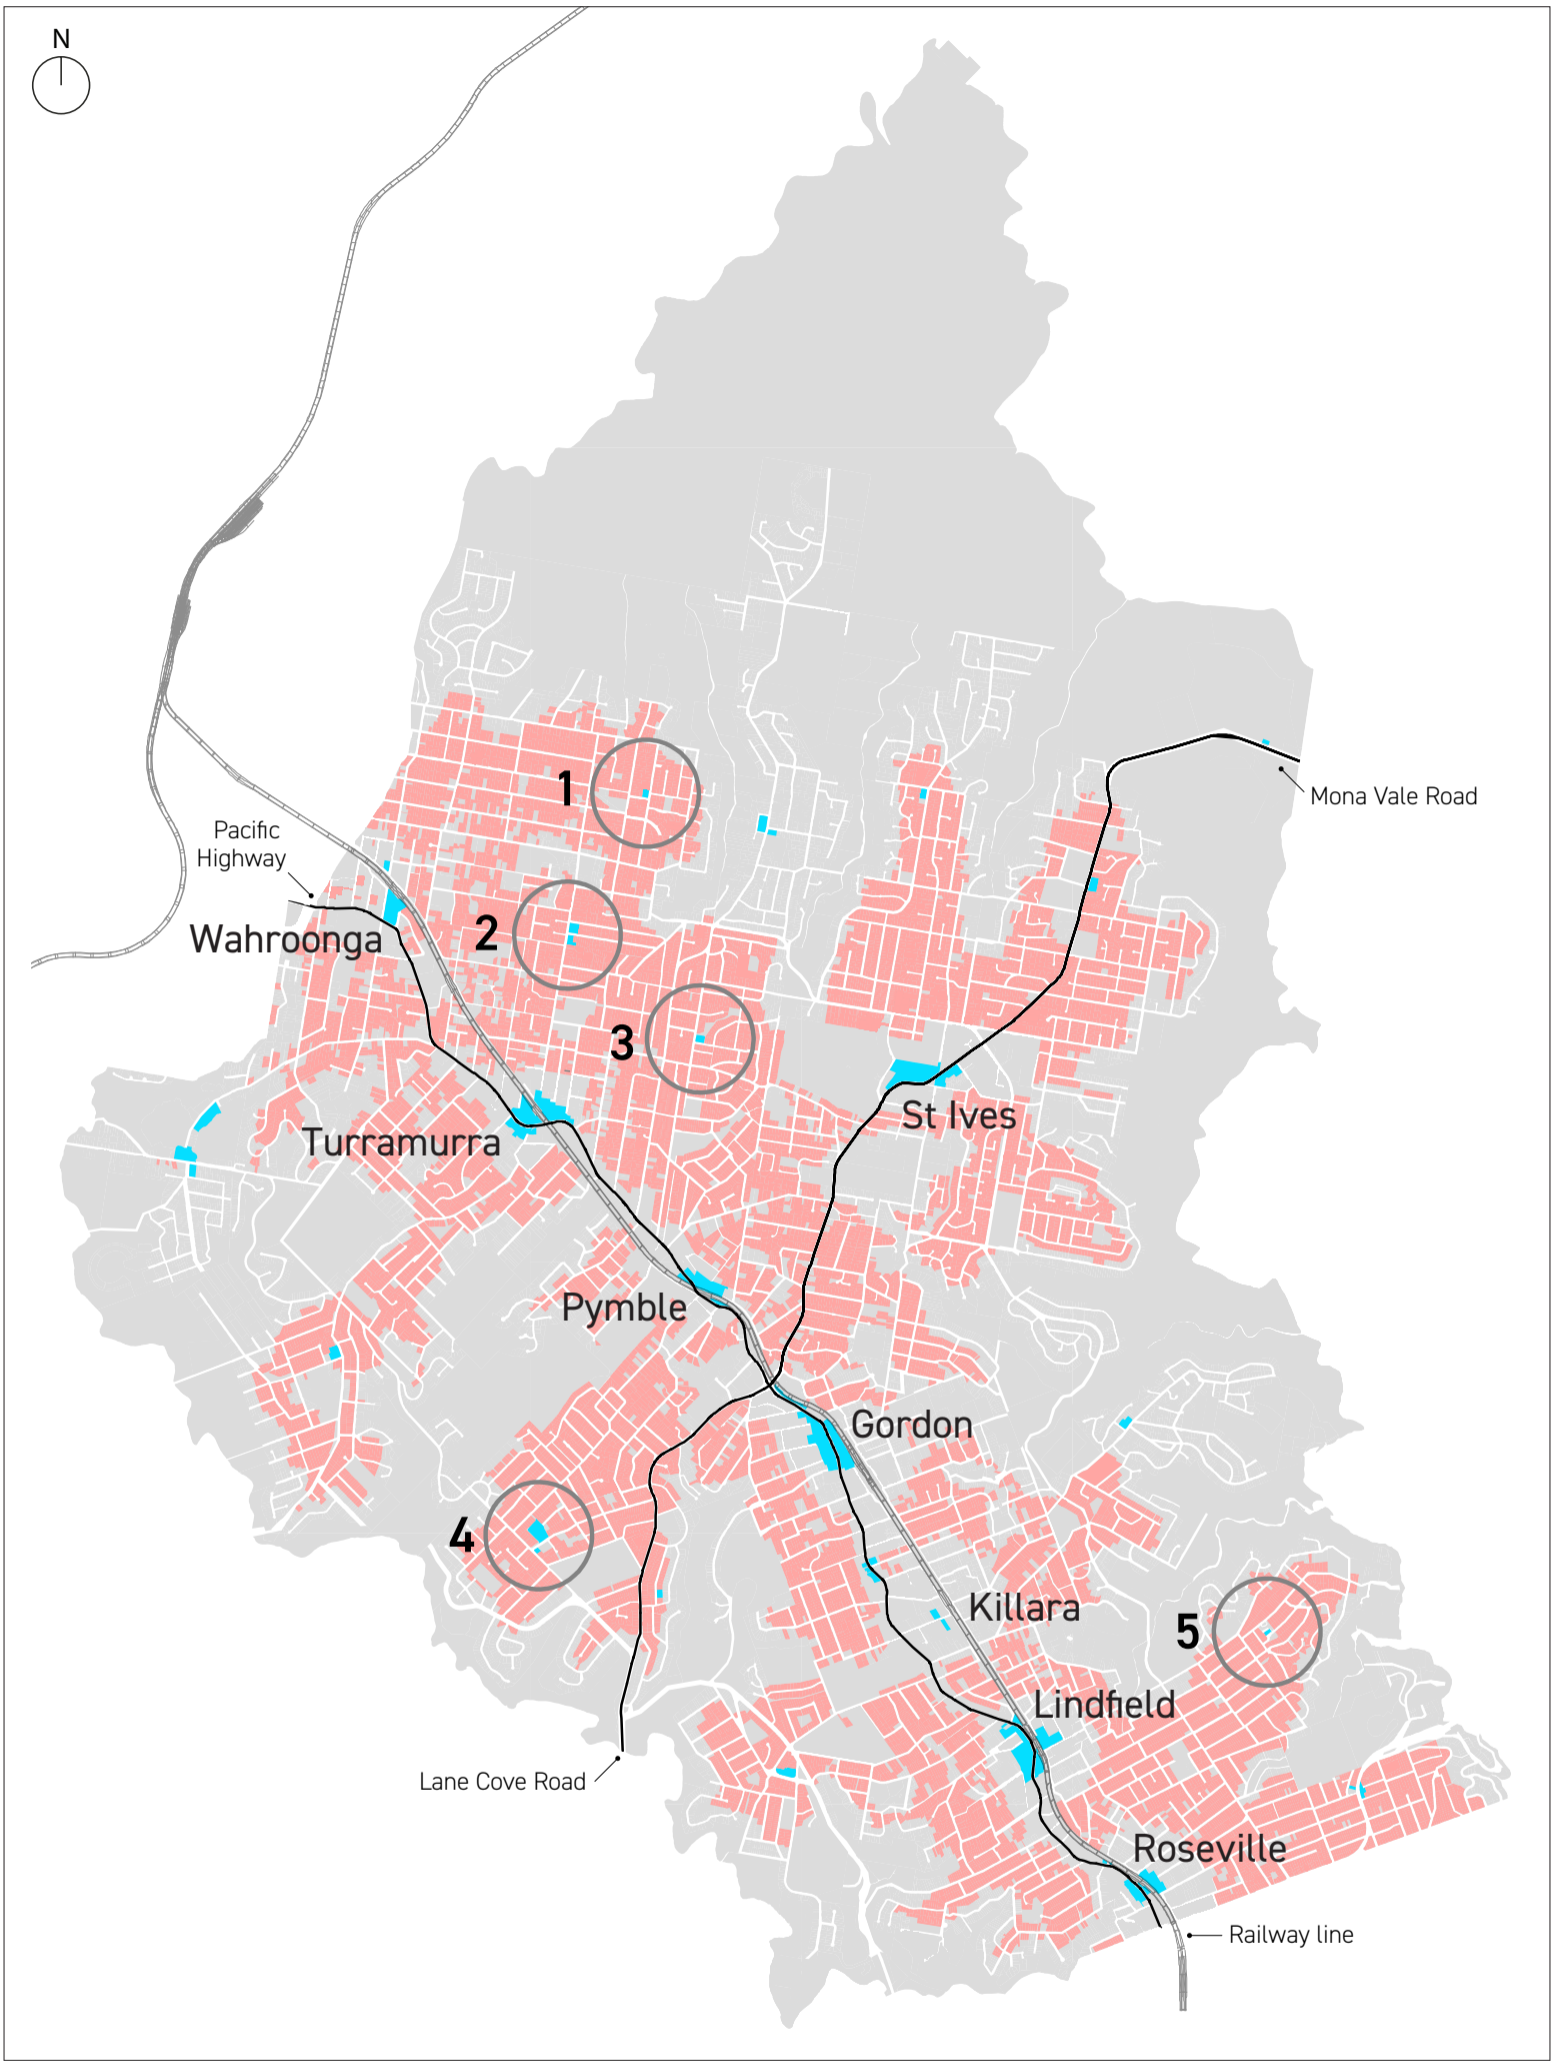 N
1
Mona Vale Road
Pacific
Highway
2
Wahroonga
3
St Ives
Turramurra
Pymble
Gordon
4
Killara
5
Lindfield
Lane Cove Road
Roseville
Railway line